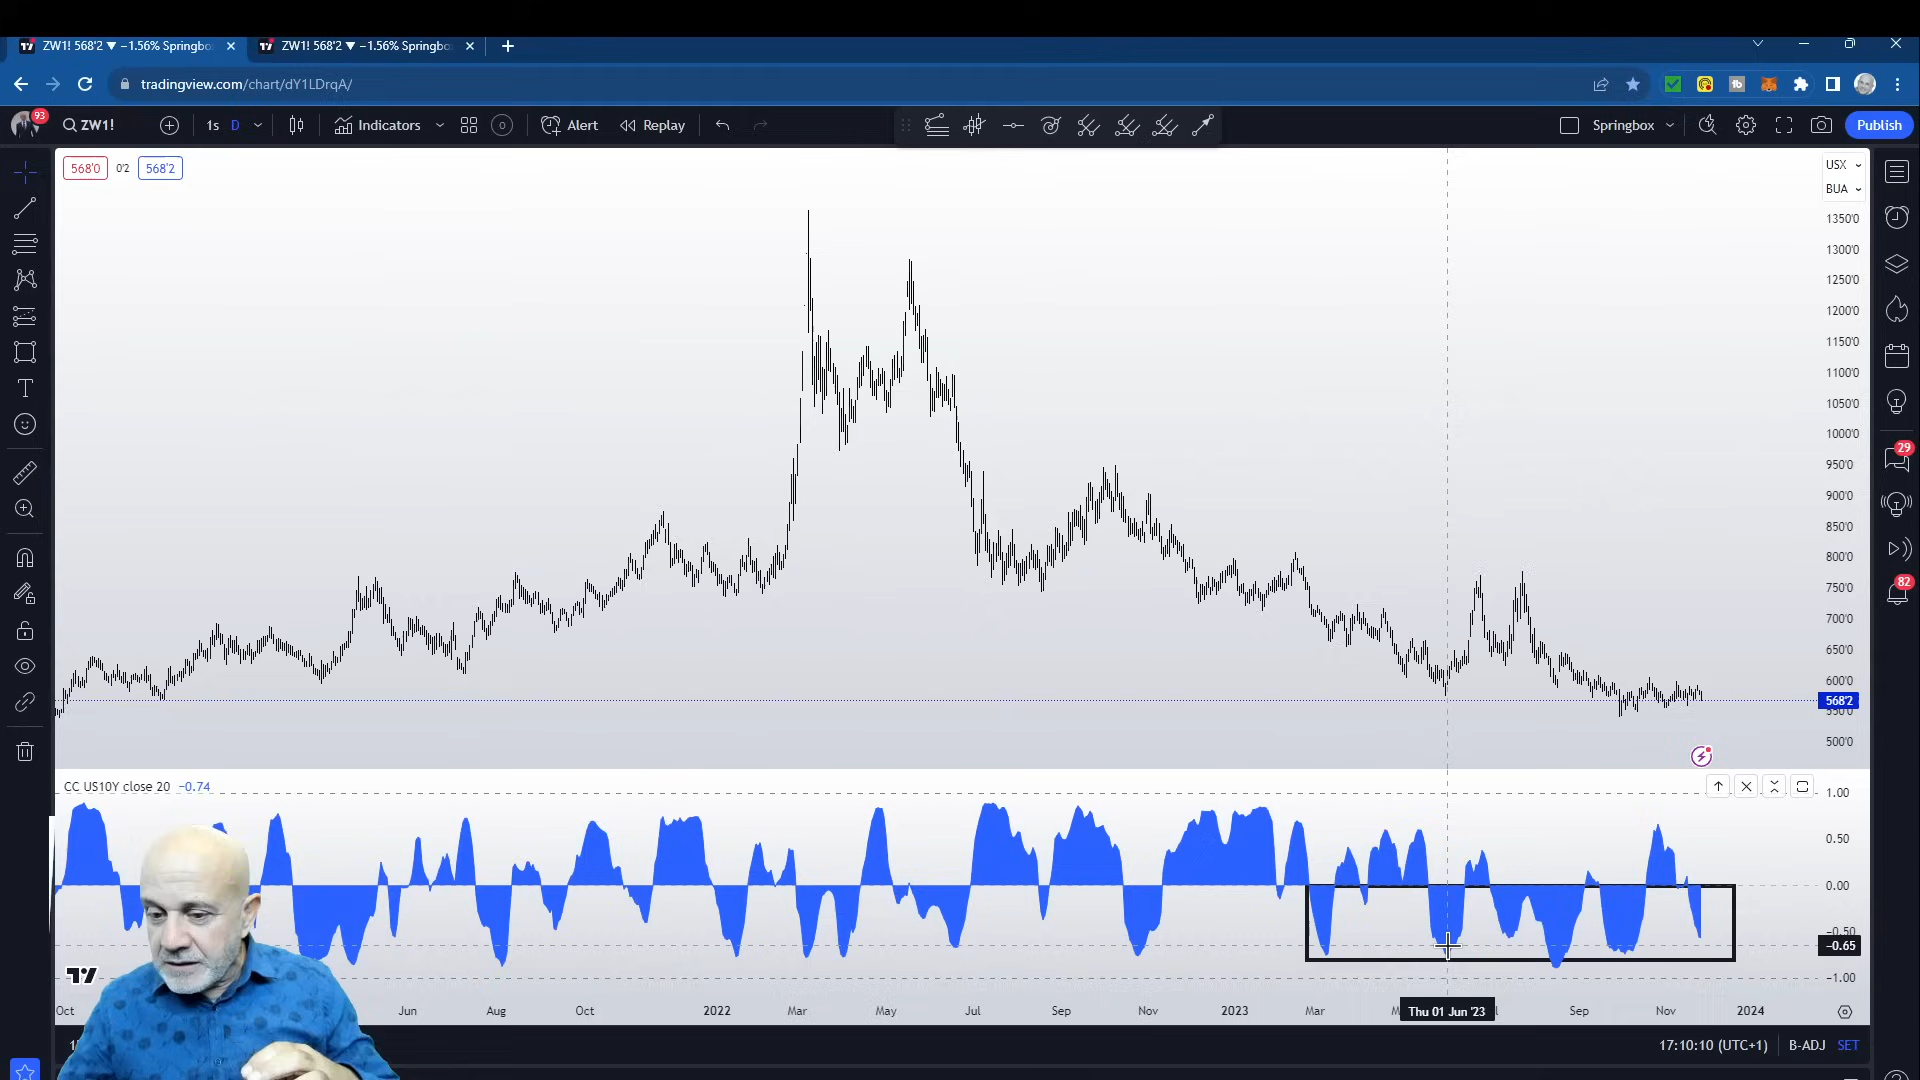 ZW1! 568'2 ▼ −1.56% Springbo
ZW1! 568'2 ▼ −1.56% Springbo
tradingview.com/chart/dY1LDrqA/
93
ZW1!
1s
D
Indicators
Alert
Replay
Springbox
Publish
568'0
0'2
568'2
USX
BUA
1350'0
1300'0
1250'0
1200'0
1150'0
1100'0
1050'0
1000'0
950'0
900'0
850'0
800'0
750'0
700'0
650'0
600'0
568'2
550'0
500'0
29
82
CC US10Y close 20 −0.74
1.00
0.50
0.00
−0.50
−0.65
−1.00
Oct
Jun
Aug
Oct
2022
Mar
May
Jul
Sep
Nov
2023
Mar
Thu 01 Jun '23
Sep
Nov
2024
17:10:10 (UTC+1)
B-ADJ
SET